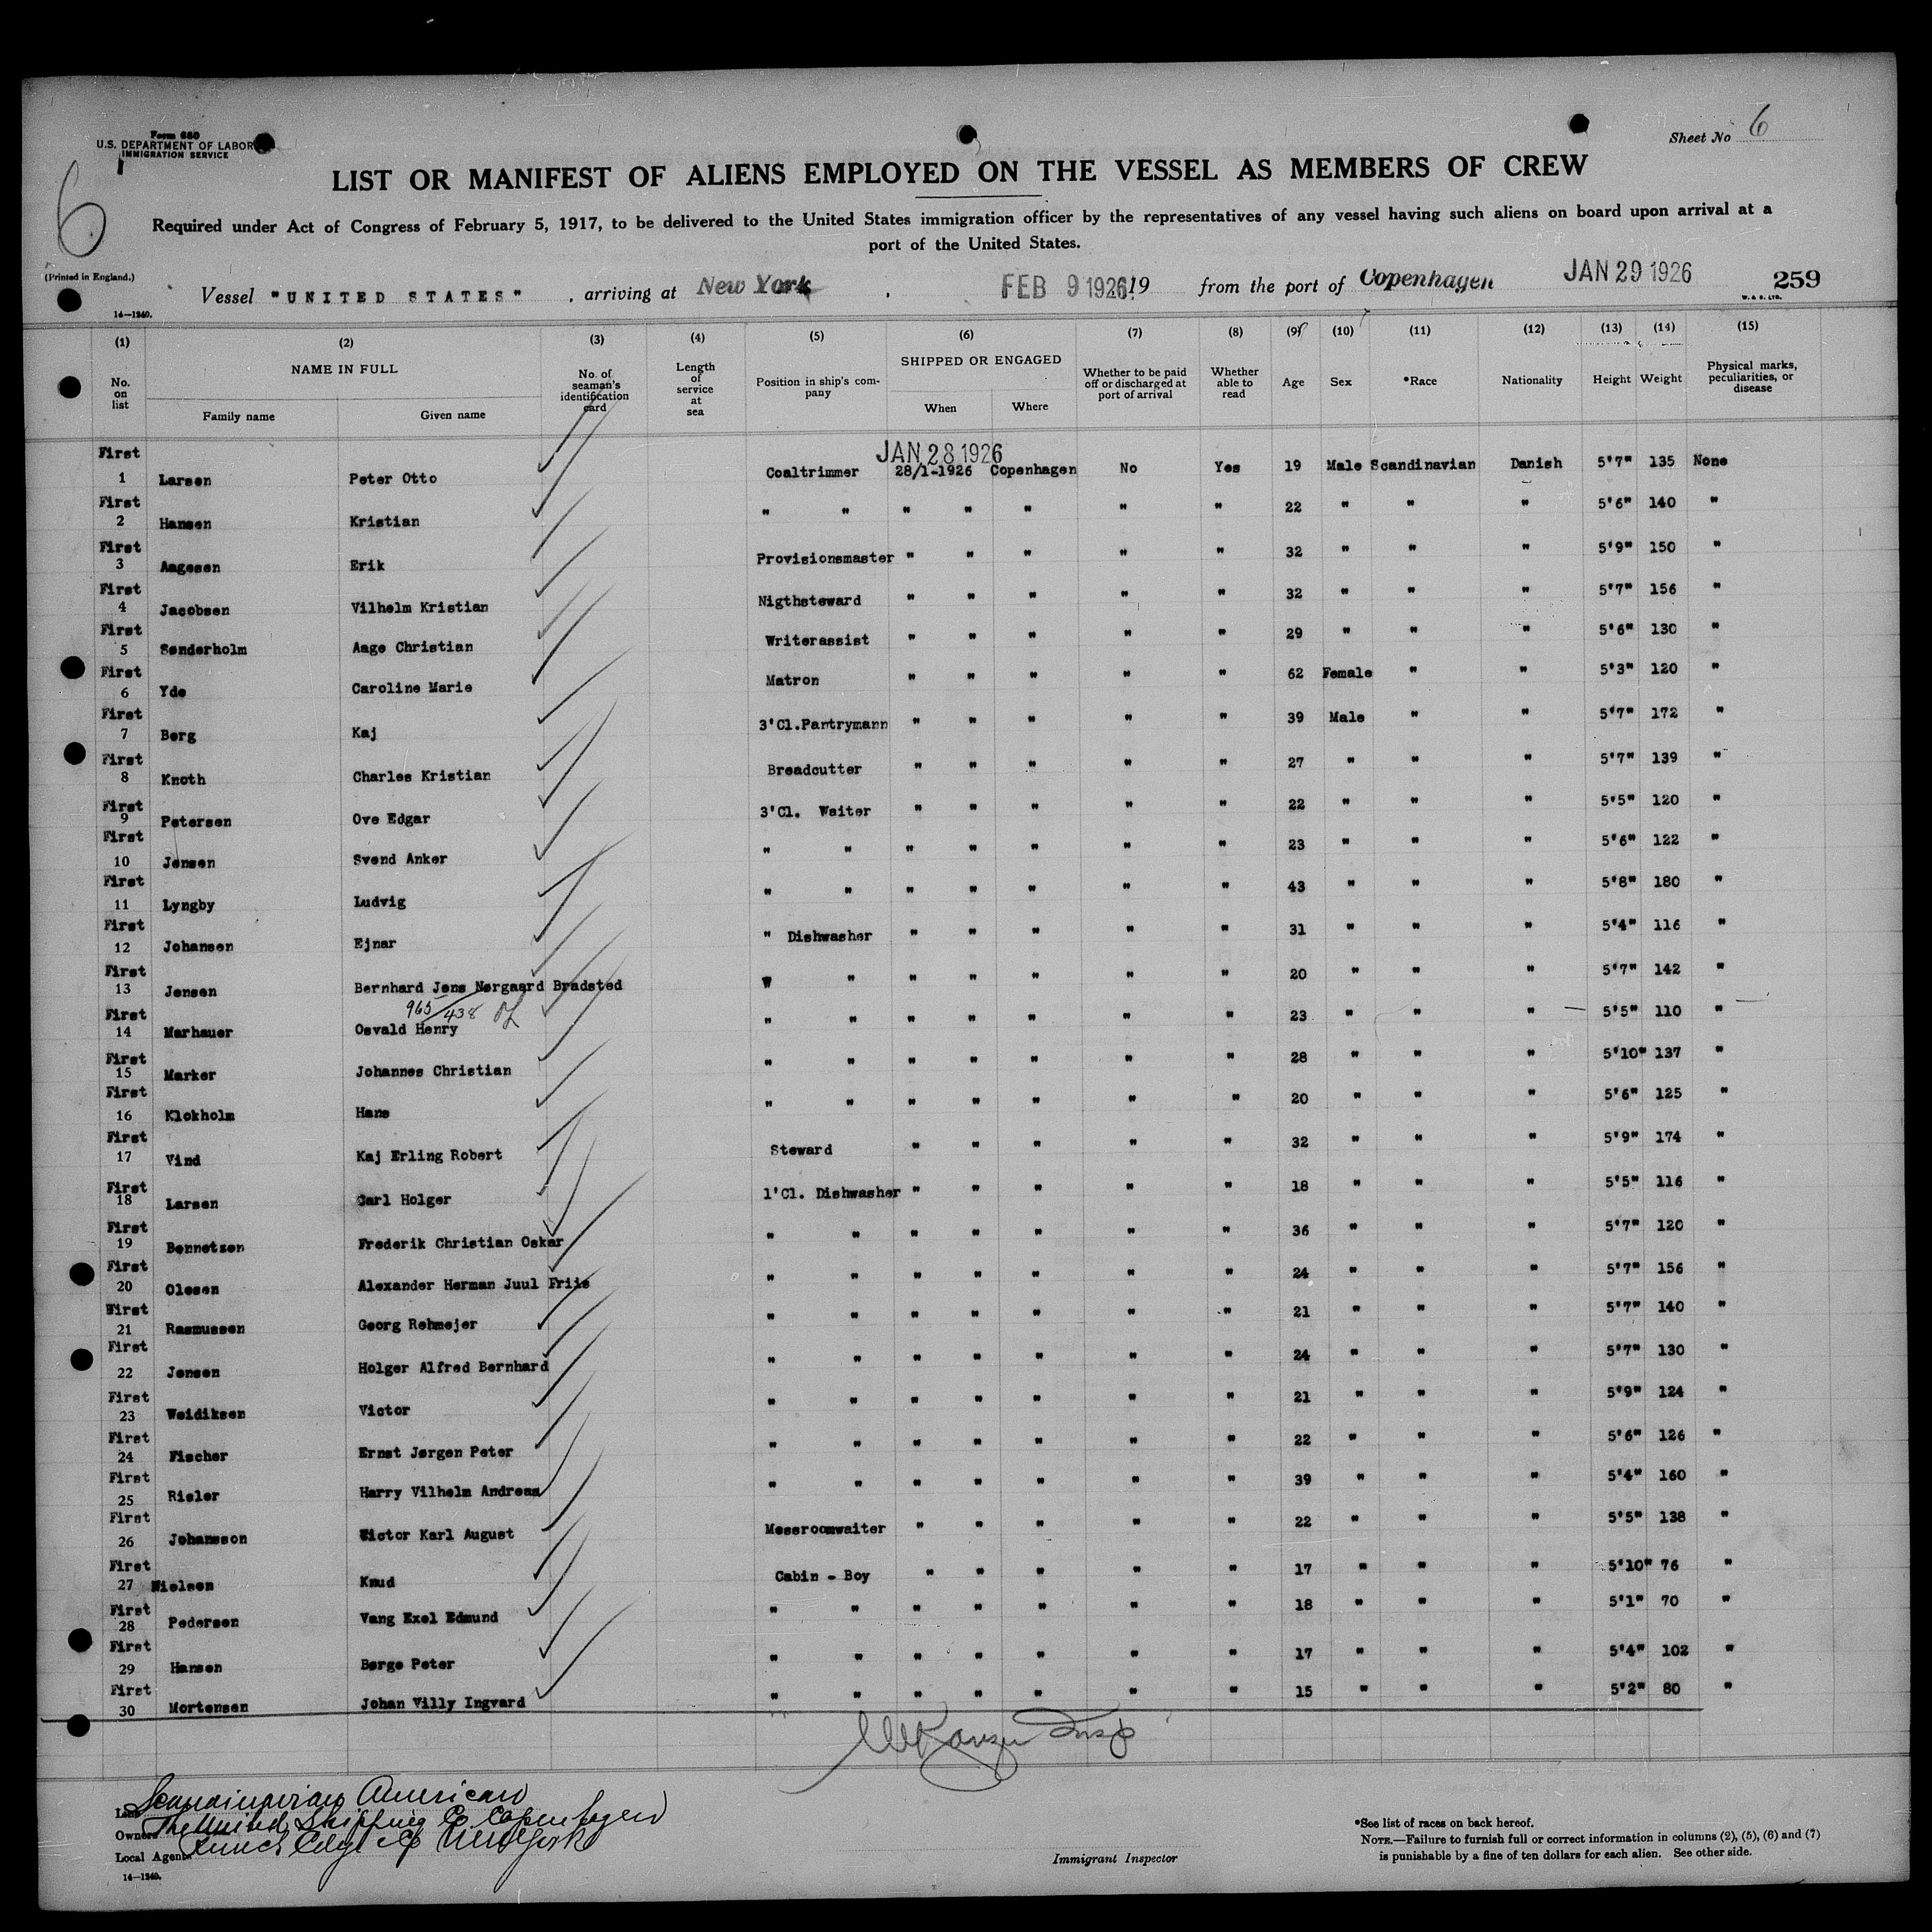 Form 680
U.S. DEPARTMENT OF LABOR
IMMIGRATION SERVICE
Sheet No 6
6
LIST OR MANIFEST OF ALIENS EMPLOYED ON THE VESSEL AS MEMBERS OF CREW
Required under Act of Congress of February 5, 1917, to be delivered to the United States immigration officer by the representatives of any vessel having such aliens on board upon arrival at a
port of the United States.
(Printed in England.)
Vessel "UNITED STATES" , arriving at New York , FEB 9 1926 19 from the port of Copenhagen JAN 29 1926 259
W. & S. LTD.
14—1240.
(1) (2) (3) (4) (5) (6) (7) (8) (9) (10) (11) (12) (13) (14) (15)
No. on list NAME IN FULL Family name Given name No. of seaman's identification card Length of service at sea Position in ship's company SHIPPED OR ENGAGED When Where Whether to be paid off or discharged at port of arrival Whether able to read Age Sex *Race Nationality Height Weight Physical marks, peculiarities, or disease
JAN 28 1926
First 1 Larsen Peter Otto Coaltrimmer 28/1-1926 Copenhagen No Yes 19 Male Scandinavian Danish 5'7" 135 None
First 2 Hansen Kristian " " " " " " " 22 " " " 5'6" 140 "
First 3 Aagesen Erik Provisionsmaster " " " " " 32 " " " 5'9" 150 "
First 4 Jacobsen Vilhelm Kristian Nigthsteward " " " " " 32 " " " 5'7" 156 "
First 5 Sønderholm Aage Christian Writerassist " " " " " 29 " " " 5'6" 130 "
First 6 Yde Caroline Marie Matron " " " " " 62 Female " " 5'3" 120 "
First 7 Berg Kaj 3'Cl.Pantrymann " " " " " 39 Male " " 5'7" 172 "
First 8 Knoth Charles Kristian Breadcutter " " " " " 27 " " " 5'7" 139 "
First 9 Petersen Ove Edgar 3'Cl. Waiter " " " " " 22 " " " 5'5" 120 "
First 10 Jensen Svend Anker " " " " " " " 23 " " " 5'6" 122 "
First 11 Lyngby Ludvig " " " " " " " 43 " " " 5'8" 180 "
First 12 Johansen Ejnar " Dishwasher " " " " " 31 " " " 5'4" 116 "
First 13 Jensen Bernhard Jens Nørgaard Bradsted " " " " " " " 20 " " " 5'7" 142 "
965/438
First 14 Marhauer Osvald Henry " " " " " " " 23 " " " 5'5" 110 "
First 15 Marker Johannes Christian " " " " " " " 28 " " " 5'10" 137 "
First 16 Klokholm Hans " " " " " " " 20 " " " 5'6" 125 "
First 17 Vind Kaj Erling Robert Steward " " " " " 32 " " " 5'9" 174 "
First 18 Larsen Carl Holger 1'Cl. Dishwasher " " " " " 18 " " " 5'5" 116 "
First 19 Bennetzen Frederik Christian Oskar " " " " " " " 36 " " " 5'7" 120 "
First 20 Olesen Alexander Herman Juul Friis " " " " " " " 24 " " " 5'7" 156 "
First 21 Rasmussen Georg Rehmejer " " " " " " " 21 " " " 5'7" 140 "
First 22 Jensen Holger Alfred Bernhard " " " " " " " 24 " " " 5'7" 130 "
First 23 Weidiksen Victor " " " " " " " 21 " " " 5'9" 124 "
First 24 Fischer Ernst Jørgen Peter " " " " " " " 22 " " " 5'6" 126 "
First 25 Risler Harry Vilhelm Andreas " " " " " " " 39 " " " 5'4" 160 "
First 26 Johansson Victor Karl August Messroomwaiter " " " " " 22 " " " 5'5" 138 "
First 27 Nielsen Knud Cabin - Boy " " " " " 17 " " " 5'10" 76 "
First 28 Pedersen Vang Exel Edmund " " " " " " " 18 " " " 5'1" 70 "
First 29 Hansen Børge Peter " " " " " " " 17 " " " 5'4" 102 "
First 30 Mortensen Johan Villy Ingvard " " " " " " " 15 " " " 5'2" 80 "
Insp
Line Scandinavian American
Owners The United Shipping Co Copenhagen
Local Agents New York
14—1240.
Immigrant Inspector
*See list of races on back hereof.
NOTE.—Failure to furnish full or correct information in columns (2), (5), (6) and (7)
is punishable by a fine of ten dollars for each alien. See other side.